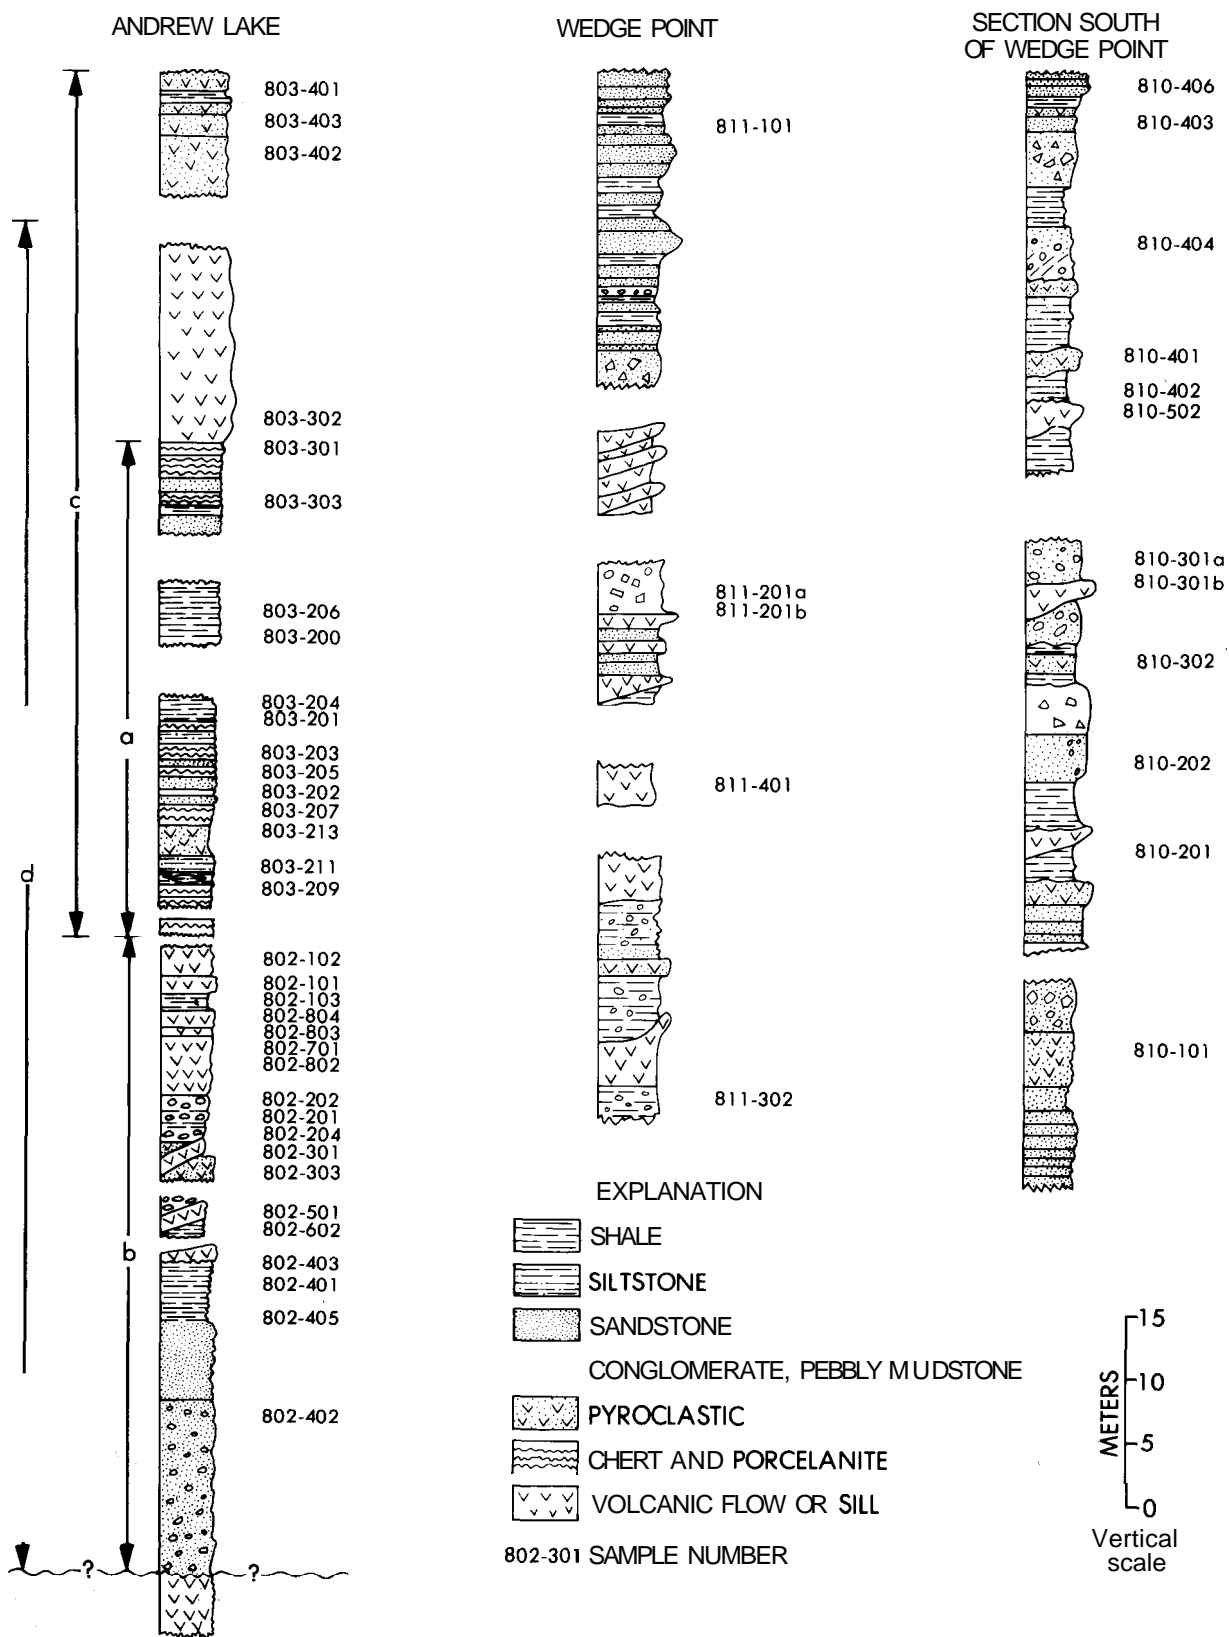 ANDREW LAKE
803-401
803-403
803-402
803-302
803-301
803-303
803-206
803-200
803-204
803-201
803-203
803-205
803-202
803-207
803-213
803-211
803-209
802-102
802-101
802-103
802-804
802-803
802-701
802-802
802-202
802-201
802-204
802-301
802-303
802-501
802-602
802-403
802-401
802-405
802-402
c
a
d
b
?
?
WEDGE POINT
811-101
811-201a
811-201b
811-401
811-302
SECTION SOUTH
OF WEDGE POINT
810-406
810-403
810-404
810-401
810-402
810-502
810-301a
810-301b
810-302
810-202
810-201
810-101
EXPLANATION
SHALE
SILTSTONE
SANDSTONE
CONGLOMERATE, PEBBLY MUDSTONE
PYROCLASTIC
CHERT AND PORCELANITE
VOLCANIC FLOW OR SILL
802-301 SAMPLE NUMBER
15
10
5
0
METERS
Vertical
scale